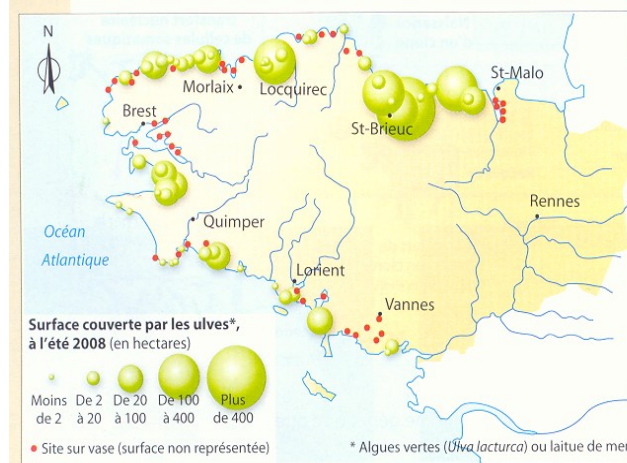 N
St-Malo
Morlaix
Locquirec
Brest
St-Brieuc
Rennes
Quimper
Océan
Atlantique
Lorient
Vannes
Surface couverte par les ulves*,
à l'été 2008 (en hectares)
Moins De 2 De 20 De 100 Plus
de 2 à 20 à 100 à 400 de 400
Site sur vase (surface non représentée)
* Algues vertes (Ulva lacturca) ou laitue de mer